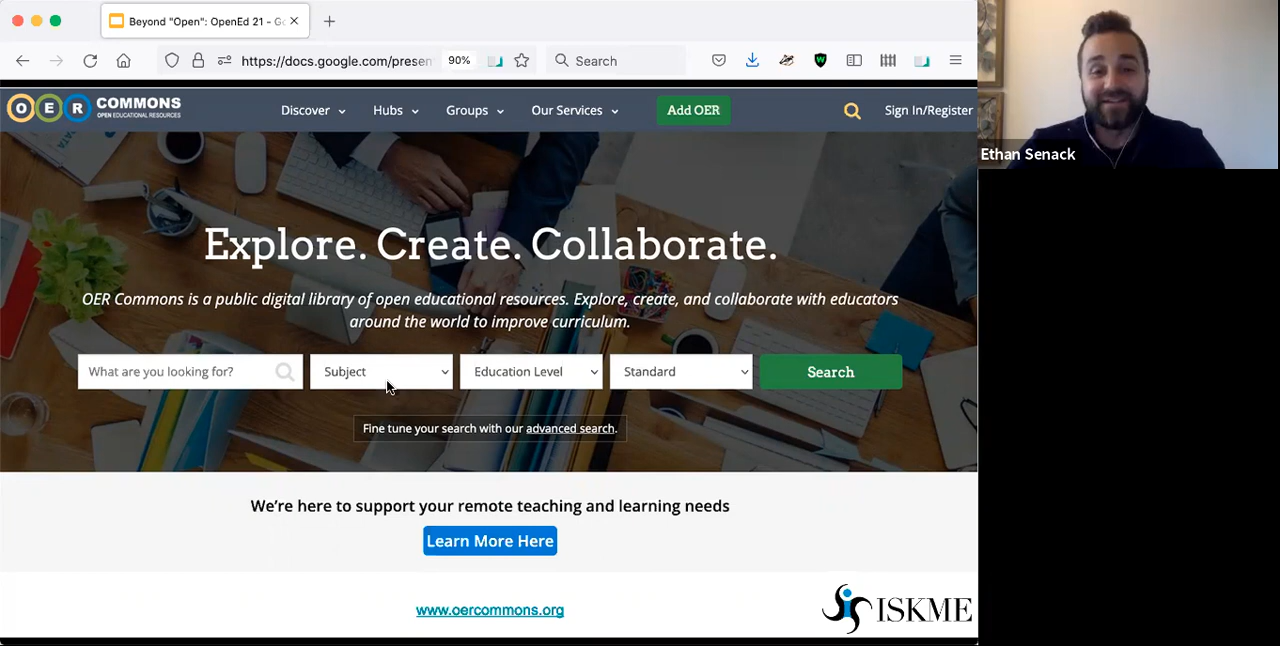 Beyond "Open": OpenEd 21 - Go
https://docs.google.com/presen
90%
Search
OER COMMONS
OPEN EDUCATIONAL RESOURCES
Discover
Hubs
Groups
Our Services
Add OER
Sign In/Register
Ethan Senack
Explore. Create. Collaborate.
OER Commons is a public digital library of open educational resources. Explore, create, and collaborate with educators
around the world to improve curriculum.
What are you looking for?
Subject
Education Level
Standard
Search
Fine tune your search with our advanced search.
We're here to support your remote teaching and learning needs
Learn More Here
www.oercommons.org
ISKME